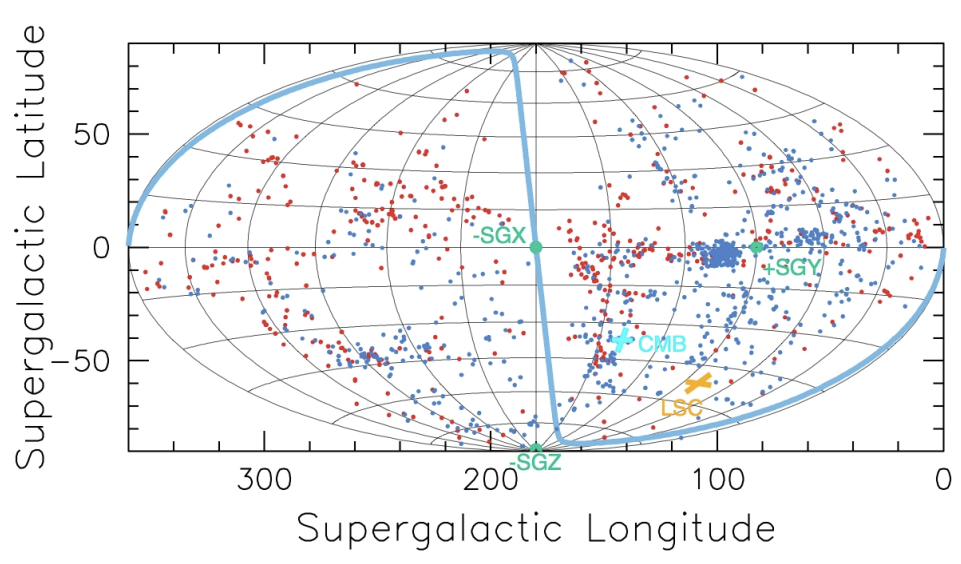 Supergalactic Latitude
50
0
−50
-SGX
+SGY
CMB
LSC
-SGZ
300
200
100
0
Supergalactic Longitude